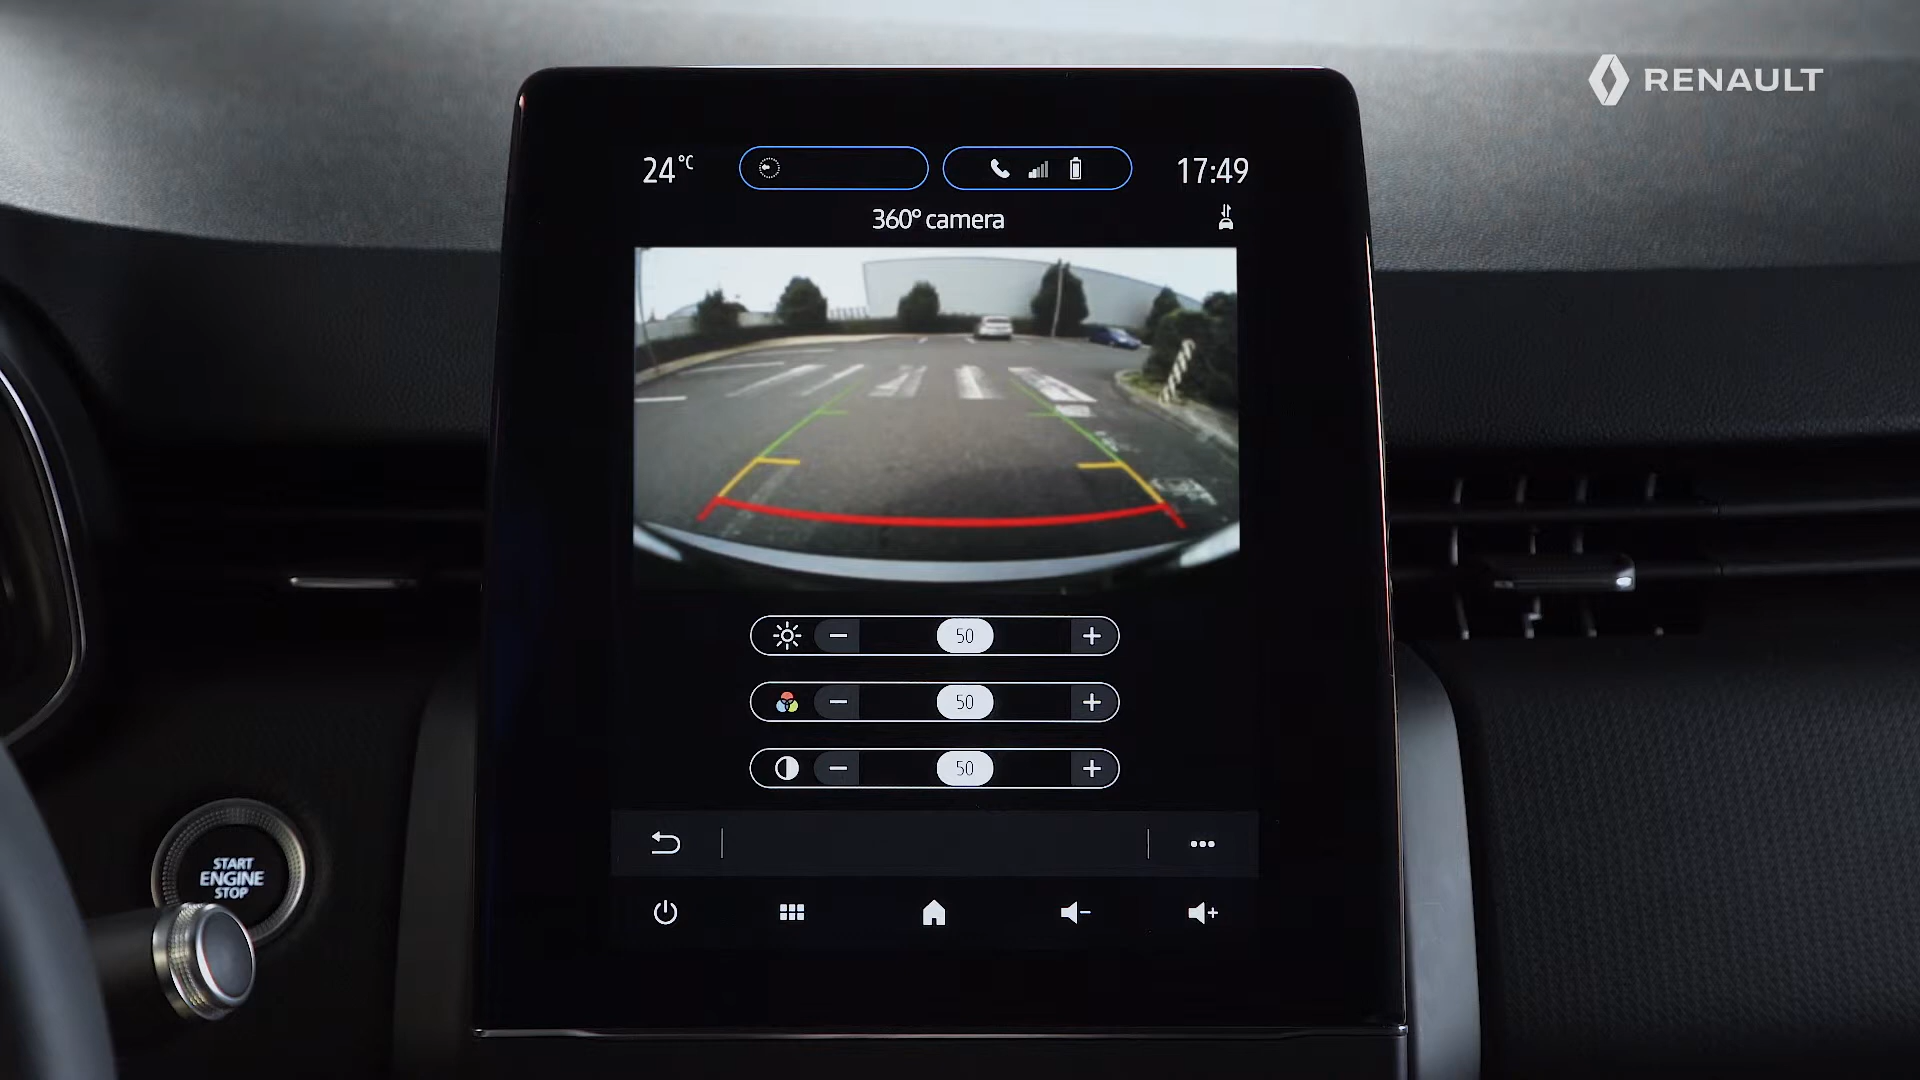 RENAULT
24°C
17:49
360° camera
50
50
50
START
ENGINE
STOP